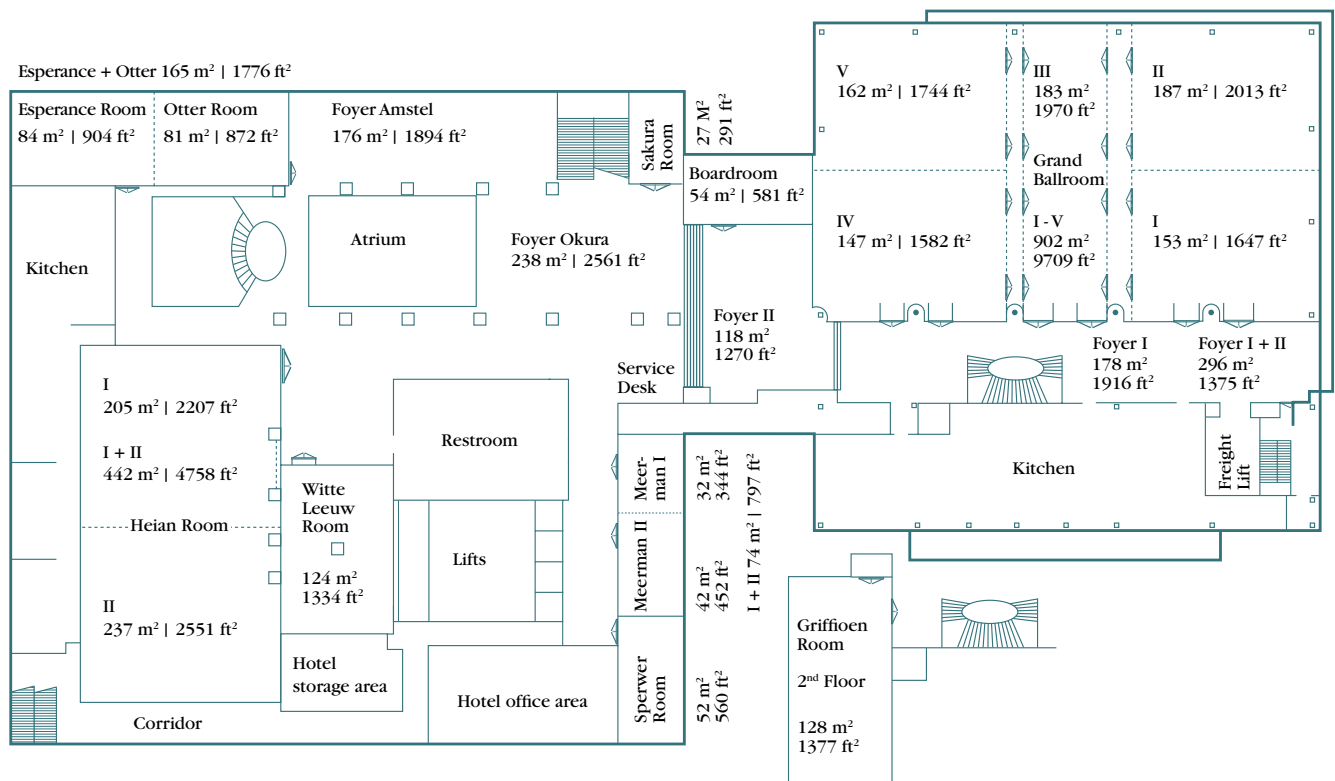 Esperance + Otter 165 m² | 1776 ft²
Esperance Room
84 m² | 904 ft²
Otter Room
81 m² | 872 ft²
Foyer Amstel
176 m² | 1894 ft²
Sakura
Room
27 M²
291 ft²
Boardroom
54 m² | 581 ft²
V
162 m² | 1744 ft²
III
183 m²
1970 ft²
II
187 m² | 2013 ft²
Grand
Ballroom
IV
147 m² | 1582 ft²
I - V
902 m²
9709 ft²
I
153 m² | 1647 ft²
Kitchen
Atrium
Foyer Okura
238 m² | 2561 ft²
Foyer II
118 m²
1270 ft²
Foyer I
178 m²
1916 ft²
Foyer I + II
296 m²
1375 ft²
Service
Desk
I
205 m² | 2207 ft²
I + II
442 m² | 4758 ft²
Heian Room
II
237 m² | 2551 ft²
Witte
Leeuw
Room
124 m²
1334 ft²
Restroom
Lifts
Meer-
man I
32 m²
344 ft²
Meerman II
42 m²
452 ft²
I + II 74 m² | 797 ft²
Sperwer
Room
52 m²
560 ft²
Kitchen
Freight
Lift
Hotel
storage area
Hotel office area
Corridor
Griffioen
Room
2nd Floor
128 m²
1377 ft²